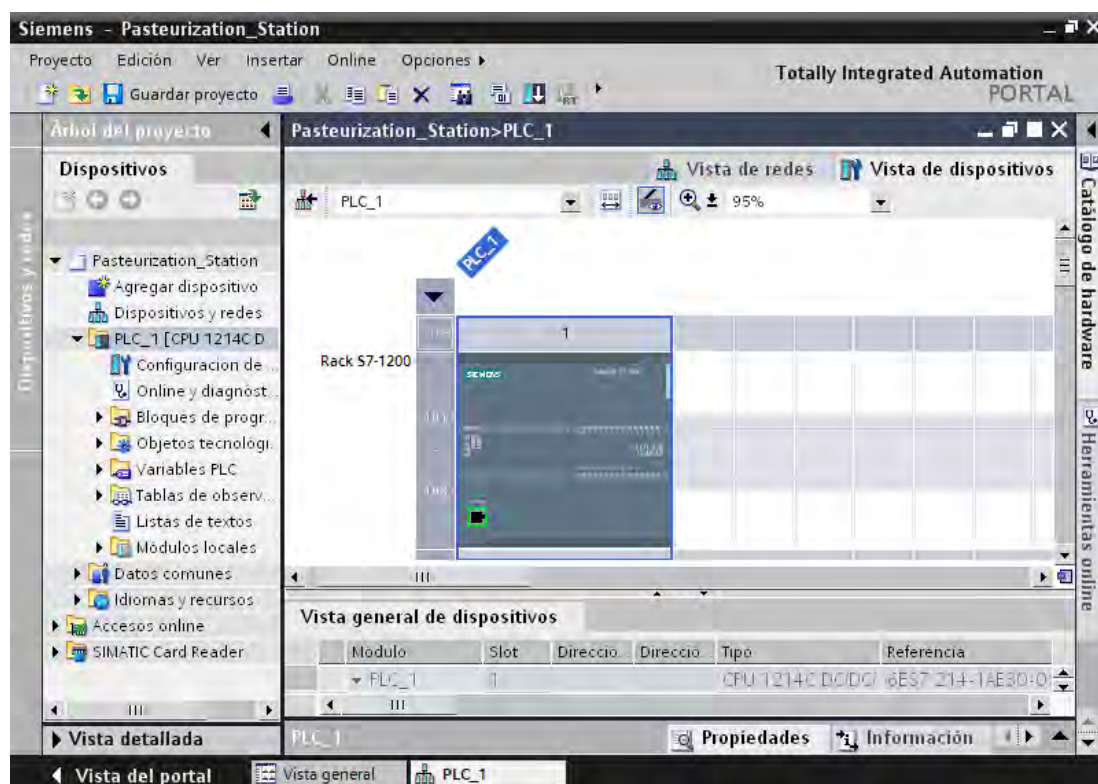 Siemens - Pasteurization_Station
Proyecto Edición Ver Insertar Online Opciones
Totally Integrated Automation
PORTAL
Guardar proyecto
Árbol del proyecto
Pasteurization_Station>PLC_1
Dispositivos
Vista de redes Vista de dispositivos
PLC_1 95%
Dispositivos y redes
Pasteurization_Station
Agregar dispositivo
Dispositivos y redes
PLC_1 [CPU 1214C D
Configuracion de ...
Online y diagnóst...
Bloques de progr...
Objetos tecnológi.
Variables PLC
Tablas de observ...
Listas de textos
Módulos locales
Datos comunes
Idiomas y recursos
Accesos online
SIMATIC Card Reader
PLC_1
1
Rack S7-1200
SIEMENS
Catálogo de hardware
Herramientas online
Vista general de dispositivos
Módulo Slot Direccio... Direccio... Tipo Referencia
PLC_1 1 CPU 1214C DC/DC/ 6ES7 214-1AE30-0
Vista detallada
PLC_1
Propiedades Información
Vista del portal Vista general PLC_1